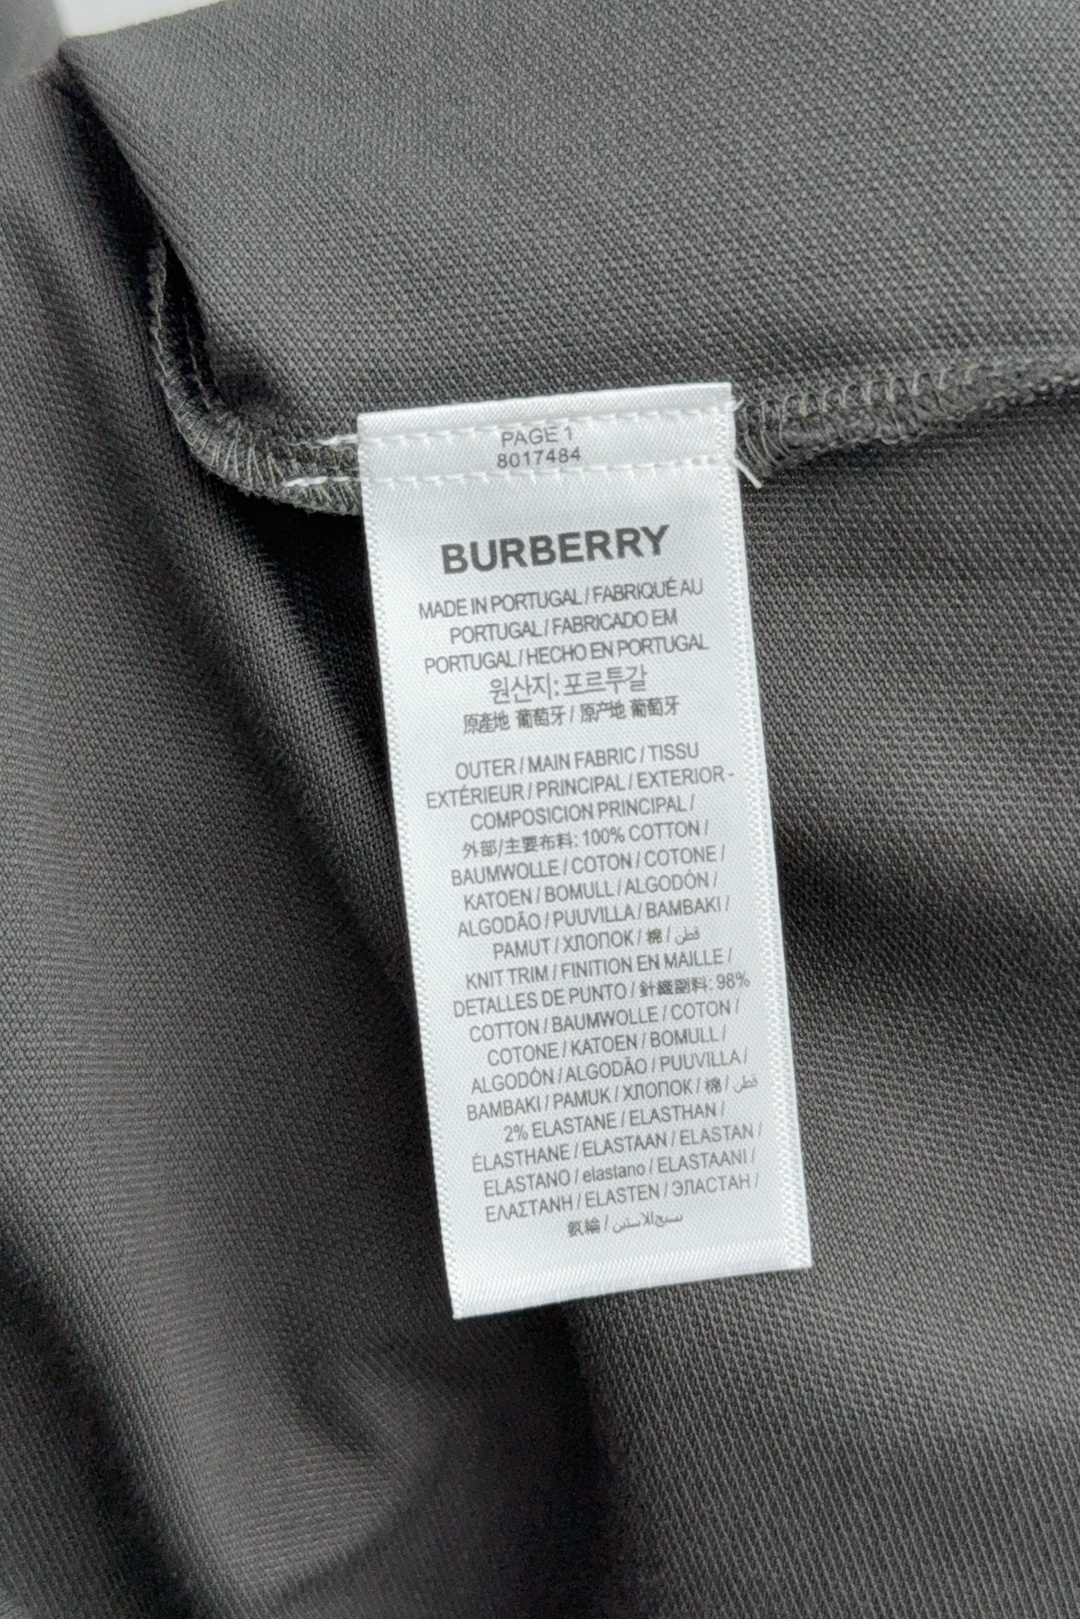 PAGE 1
8017484
BURBERRY
MADE IN PORTUGAL / FABRIQUÉ AU
PORTUGAL / FABRICADO EM
PORTUGAL / HECHO EN PORTUGAL
원산지: 포르투갈
原產地 葡萄牙 / 原产地 葡萄牙
OUTER / MAIN FABRIC / TISSU
EXTÉRIEUR / PRINCIPAL / EXTERIOR -
COMPOSICION PRINCIPAL /
外部/主要布料: 100% COTTON /
BAUMWOLLE / COTON / COTONE /
KATOEN / BOMULL / ALGODÓN /
ALGODÃO / PUUVILLA / BAMBAKI /
PAMUT / ХЛОПОК / 棉 / قطن
KNIT TRIM / FINITION EN MAILLE /
DETALLES DE PUNTO / 針織副料: 98%
COTTON / BAUMWOLLE / COTON /
COTONE / KATOEN / BOMULL /
ALGODÓN / ALGODÃO / PUUVILLA /
BAMBAKI / PAMUK / ХЛОПОК / 棉 / قطن
2% ELASTANE / ELASTHAN /
ÉLASTHANE / ELASTAAN / ELASTAN /
ELASTANO / elastano / ELASTAANI /
ΕΛΑΣΤΑΝΗ / ELASTEN / ЭЛАСТАН /
氨綸 / نسيج الاستين